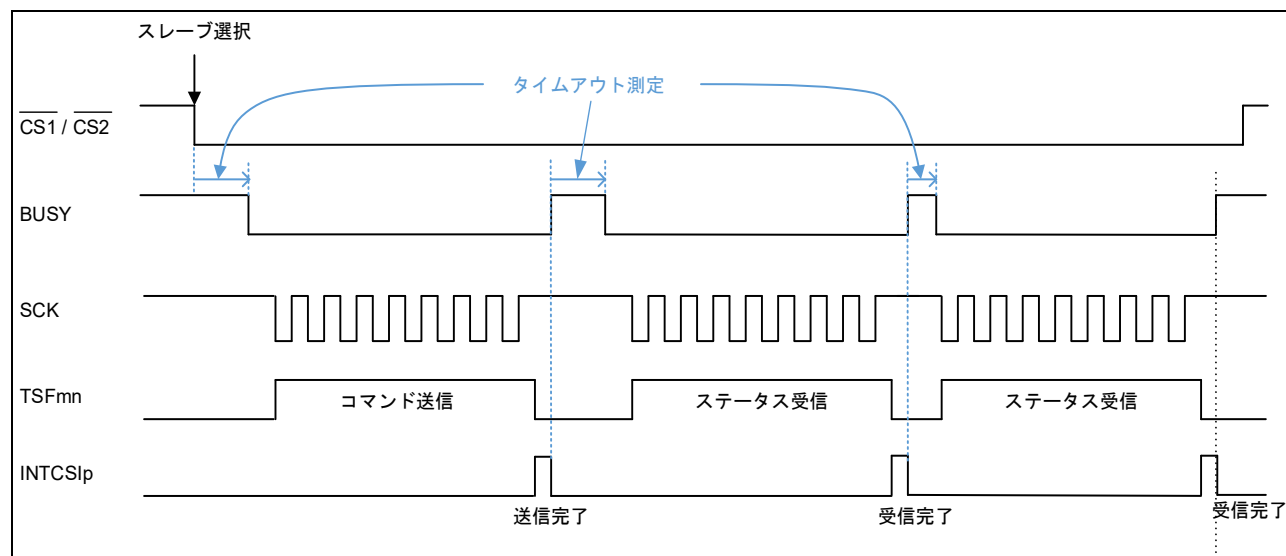 スレーブ選択
タイムアウト測定
CS1 / CS2
BUSY
SCK
TSFmn
コマンド送信
ステータス受信
ステータス受信
INTCSIp
送信完了
受信完了
受信完了